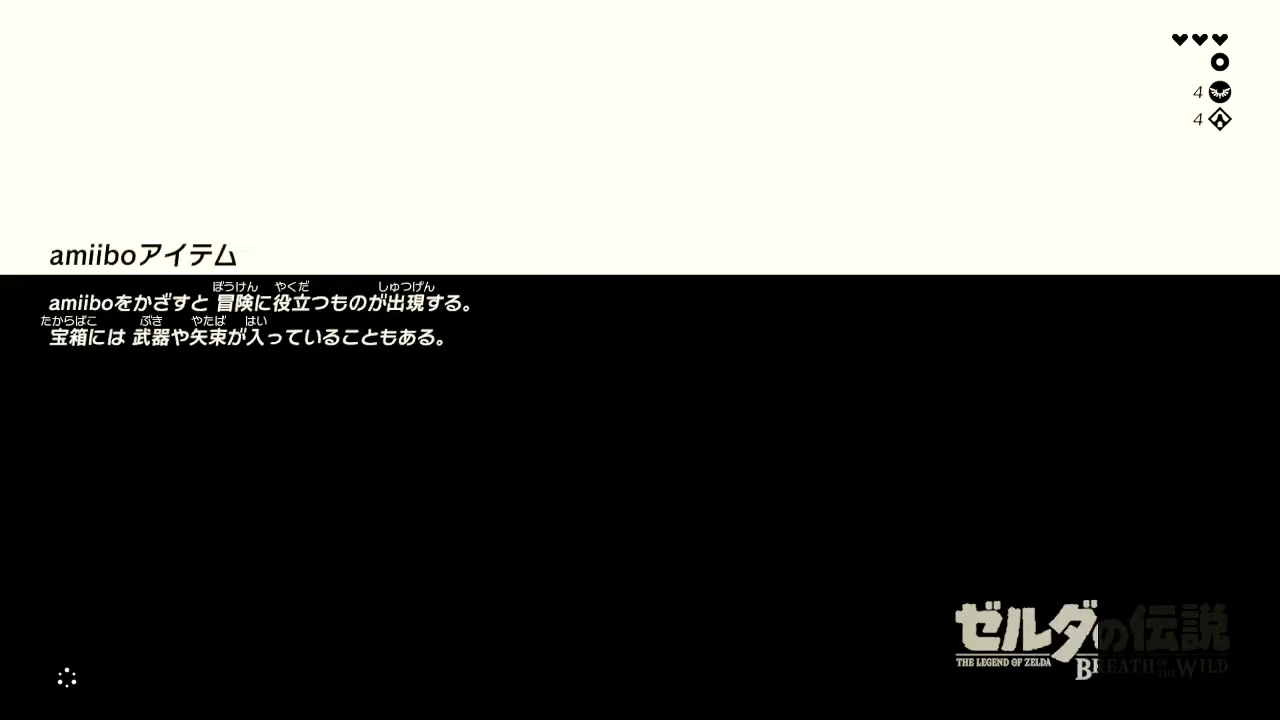 4
4
amiiboアイテム
ぼうけん やくだ しゅつげん
amiiboをかざすと 冒険に役立つものが出現する。
たからばこ ぶき やたば はい
宝箱には 武器や矢束が入っていることもある。
ゼルダの伝説
THE LEGEND OF ZELDA
BREATH OF THE WILD